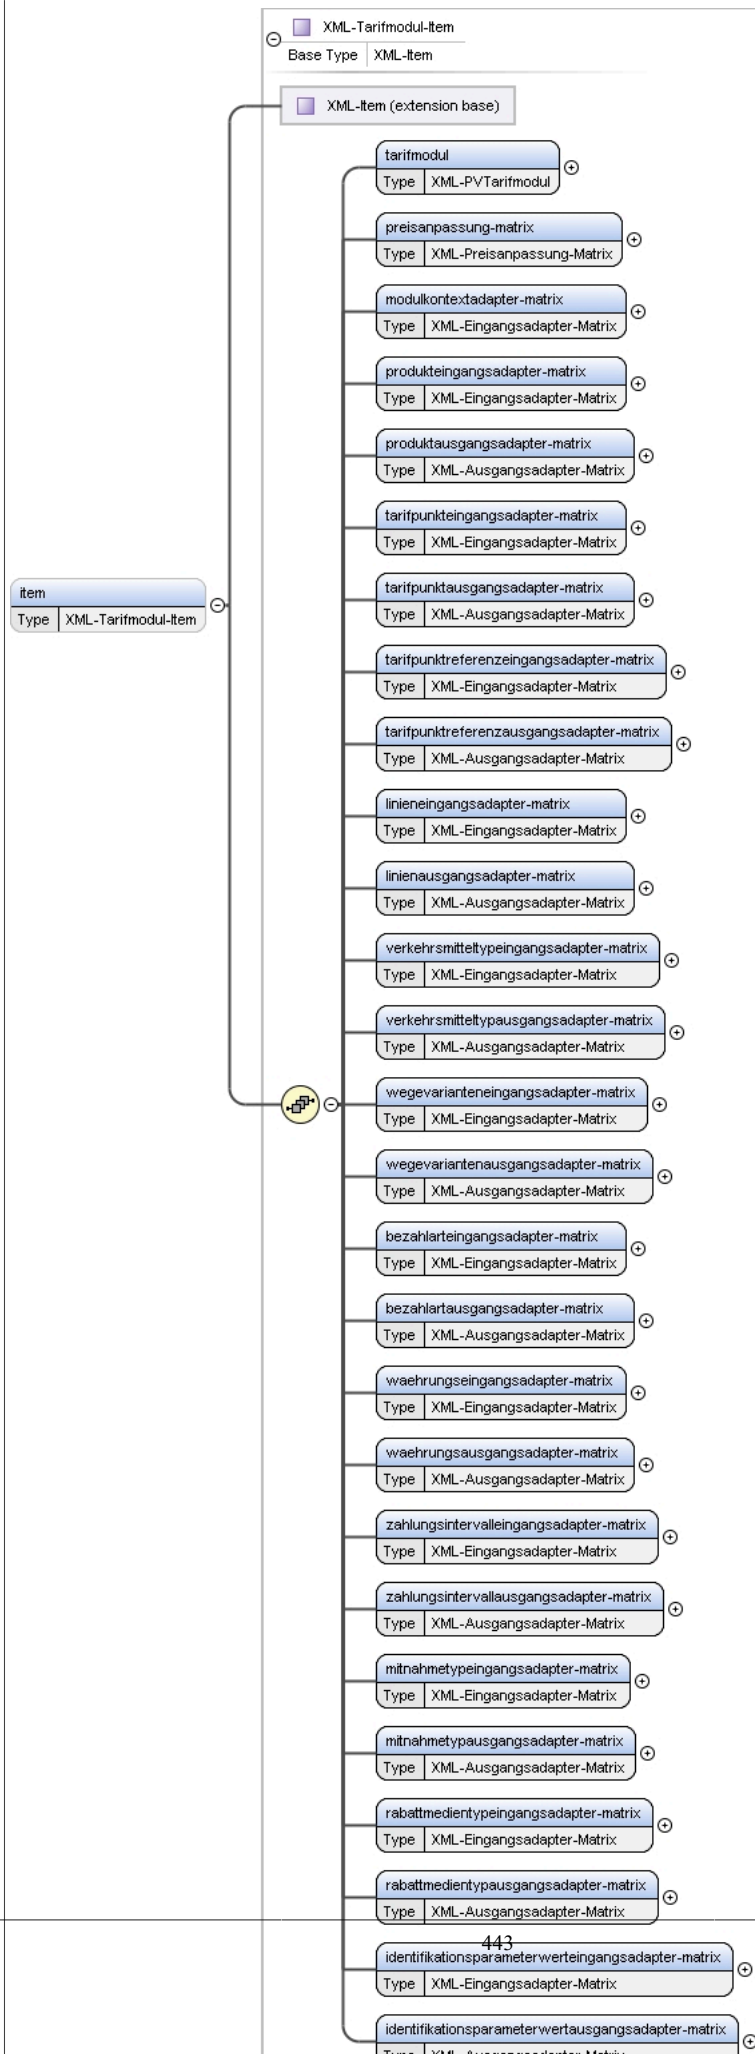 XML-Tarifmodul-Item
Base Type XML-Item
XML-Item (extension base)
tarifmodul
Type XML-PVTarifmodul
preisanpassung-matrix
Type XML-Preisanpassung-Matrix
modulkontextadapter-matrix
Type XML-Eingangsadapter-Matrix
produkteingangsadapter-matrix
Type XML-Eingangsadapter-Matrix
produktausgangsadapter-matrix
Type XML-Ausgangsadapter-Matrix
tarifpunkteingangsadapter-matrix
Type XML-Eingangsadapter-Matrix
tarifpunktausgangsadapter-matrix
Type XML-Ausgangsadapter-Matrix
item
Type XML-Tarifmodul-Item
tarifpunktreferenzeingangsadapter-matrix
Type XML-Eingangsadapter-Matrix
tarifpunktreferenzausgangsadapter-matrix
Type XML-Ausgangsadapter-Matrix
linieneingangsadapter-matrix
Type XML-Eingangsadapter-Matrix
linienausgangsadapter-matrix
Type XML-Ausgangsadapter-Matrix
verkehrsmitteltypeingangsadapter-matrix
Type XML-Eingangsadapter-Matrix
verkehrsmitteltypausgangsadapter-matrix
Type XML-Ausgangsadapter-Matrix
wegevarianteneingangsadapter-matrix
Type XML-Eingangsadapter-Matrix
wegevariantenausgangsadapter-matrix
Type XML-Ausgangsadapter-Matrix
bezahlarteingangsadapter-matrix
Type XML-Eingangsadapter-Matrix
bezahlartausgangsadapter-matrix
Type XML-Ausgangsadapter-Matrix
waehrungseingangsadapter-matrix
Type XML-Eingangsadapter-Matrix
waehrungsausgangsadapter-matrix
Type XML-Ausgangsadapter-Matrix
zahlungsintervalleingangsadapter-matrix
Type XML-Eingangsadapter-Matrix
zahlungsintervallausgangsadapter-matrix
Type XML-Ausgangsadapter-Matrix
mitnahmetypeingangsadapter-matrix
Type XML-Eingangsadapter-Matrix
mitnahmetypausgangsadapter-matrix
Type XML-Ausgangsadapter-Matrix
rabattmedientypeingangsadapter-matrix
Type XML-Eingangsadapter-Matrix
rabattmedientypausgangsadapter-matrix
Type XML-Ausgangsadapter-Matrix
443
identifikationsparameterwerteingangsadapter-matrix
Type XML-Eingangsadapter-Matrix
identifikationsparameterwertausgangsadapter-matrix
Type XML-Ausgangsadapter-Matrix